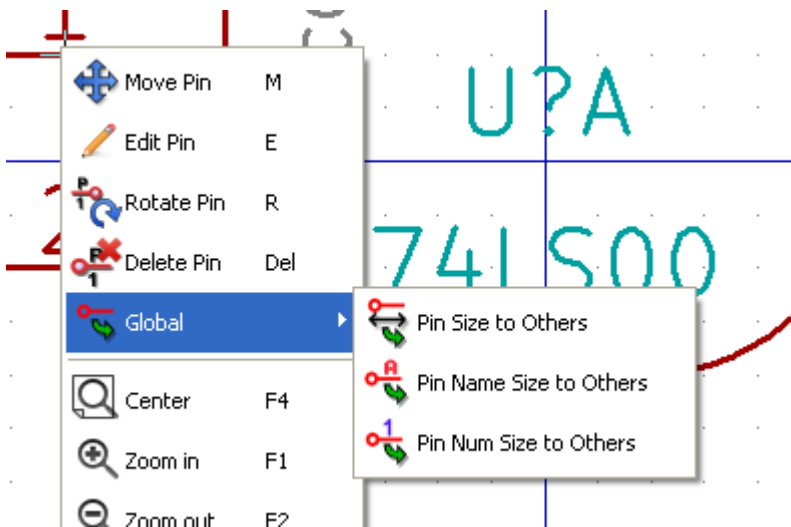 U?A
74LS00
Move Pin M
Edit Pin E
Rotate Pin R
Delete Pin Del
Global
Pin Size to Others
Pin Name Size to Others
Pin Num Size to Others
Center F4
Zoom in F1
Zoom out F2